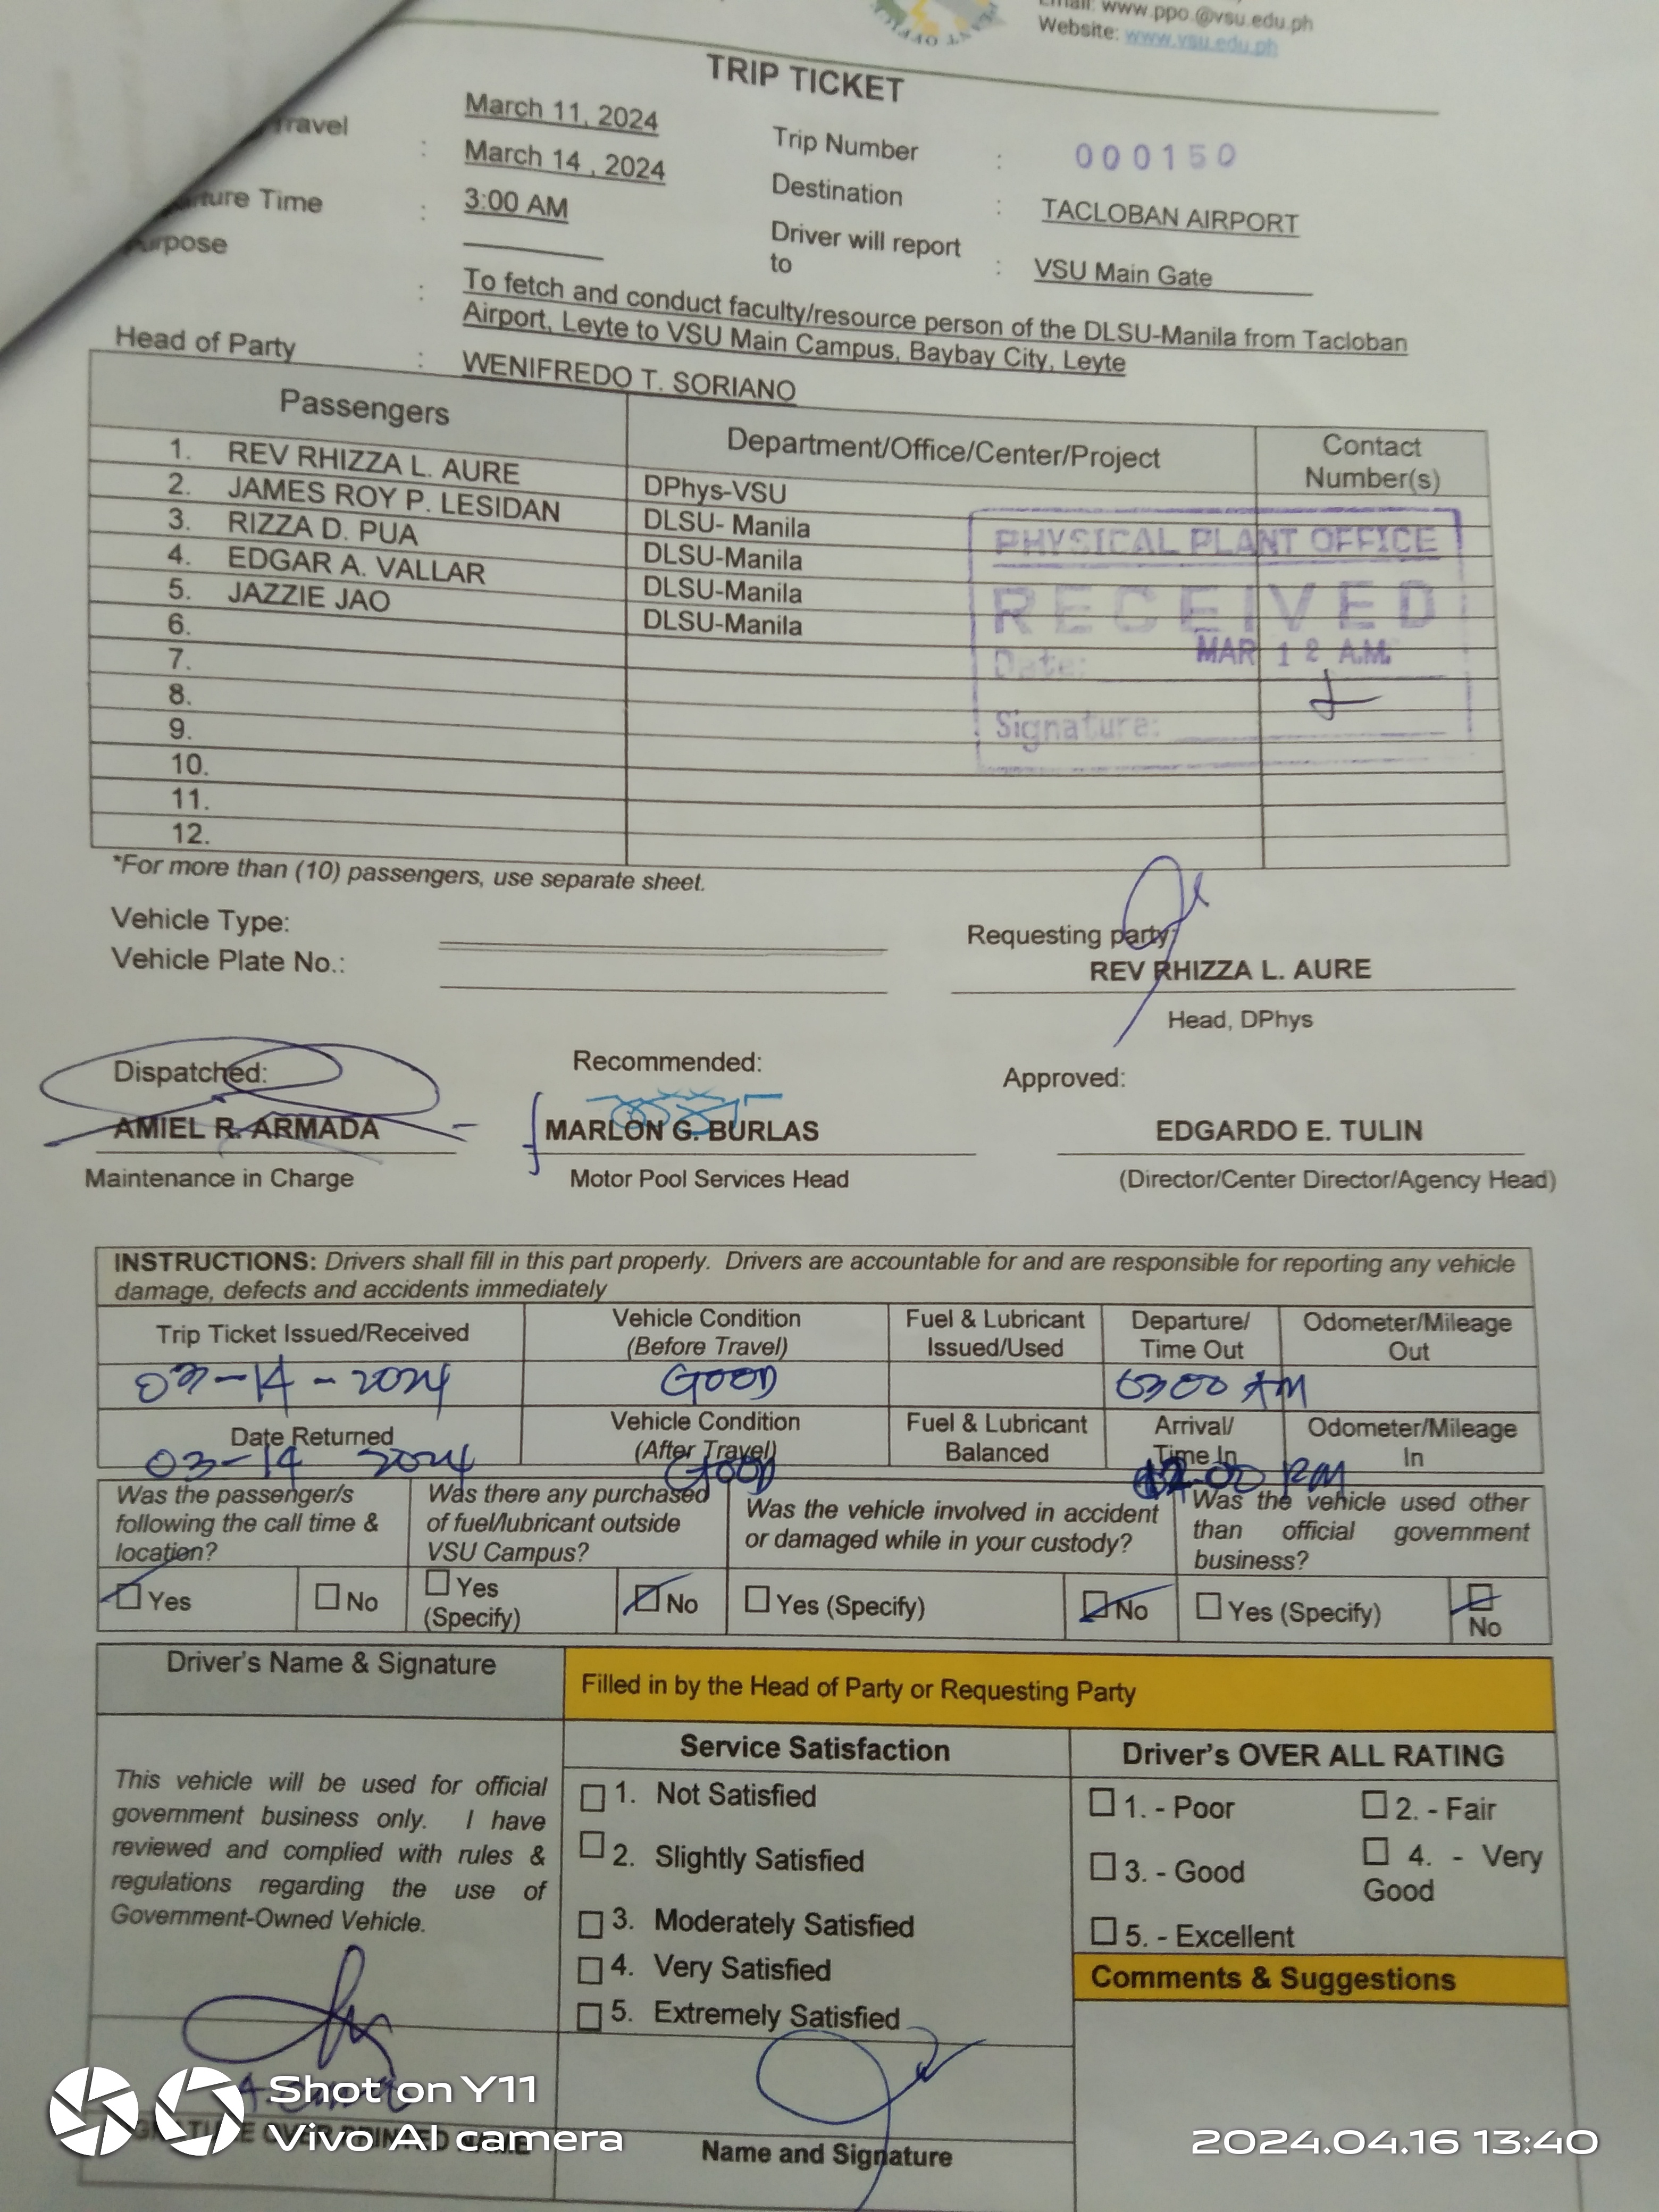 Email: www.ppo.@vsu.edu.ph
Website: www.vsu.edu.ph
TRIP TICKET
Travel : March 11, 2024
March 14 , 2024
Trip Number : 000150
ture Time : 3:00 AM
Destination : TACLOBAN AIRPORT
Driver will report to : VSU Main Gate
urpose : To fetch and conduct faculty/resource person of the DLSU-Manila from Tacloban
Airport, Leyte to VSU Main Campus, Baybay City, Leyte
Head of Party : WENIFREDO T. SORIANO
Passengers Department/Office/Center/Project Contact Number(s)
1. REV RHIZZA L. AURE DPhys-VSU
2. JAMES ROY P. LESIDAN DLSU- Manila
3. RIZZA D. PUA DLSU-Manila
4. EDGAR A. VALLAR DLSU-Manila
5. JAZZIE JAO DLSU-Manila
6.
7.
8.
9.
10.
11.
12.
PHYSICAL PLANT OFFICE
RECEIVED
Date: MAR 12 A.M.
Signature:
*For more than (10) passengers, use separate sheet.
Vehicle Type:
Vehicle Plate No.:
Requesting party:
REV RHIZZA L. AURE
Head, DPhys
Dispatched: Recommended: Approved:
AMIEL R. ARMADA MARLON G. BURLAS EDGARDO E. TULIN
Maintenance in Charge Motor Pool Services Head (Director/Center Director/Agency Head)
INSTRUCTIONS: Drivers shall fill in this part properly. Drivers are accountable for and are responsible for reporting any vehicle
damage, defects and accidents immediately
Trip Ticket Issued/Received Vehicle Condition (Before Travel) Fuel & Lubricant Issued/Used Departure/ Time Out Odometer/Mileage Out
03-14-2024 GOOD 0300 AM
Date Returned Vehicle Condition (After Travel) Fuel & Lubricant Balanced Arrival/ Time In Odometer/Mileage In
03-14 2024 GOOD 12:00 PM
Was the passenger/s following the call time & location?
Was there any purchased of fuel/lubricant outside VSU Campus?
Was the vehicle involved in accident or damaged while in your custody?
Was the vehicle used other than official government business?
Yes No Yes (Specify) No Yes (Specify) No Yes (Specify) No
Driver's Name & Signature Filled in by the Head of Party or Requesting Party
Service Satisfaction Driver's OVER ALL RATING
This vehicle will be used for official
government business only. I have
reviewed and complied with rules &
regulations regarding the use of
Government-Owned Vehicle.
1. Not Satisfied
2. Slightly Satisfied
3. Moderately Satisfied
4. Very Satisfied
5. Extremely Satisfied
1. - Poor 2. - Fair
3. - Good 4. - Very Good
5. - Excellent
Comments & Suggestions
Name and Signature
Shot on Y11
Vivo AI camera
2024.04.16 13:40